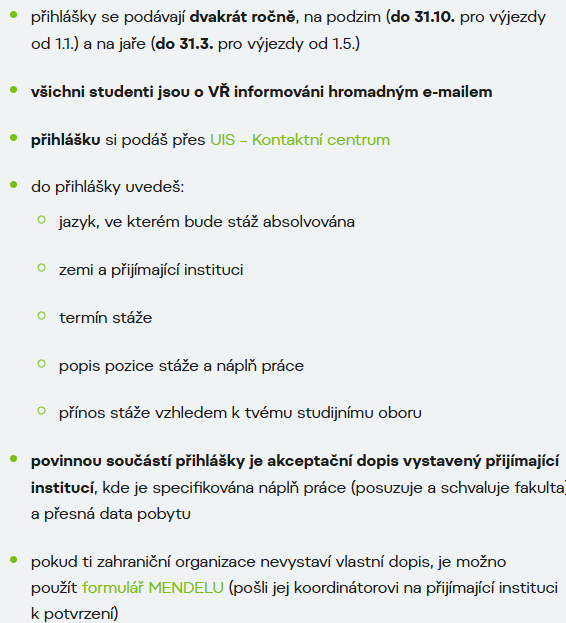 přihlášky se podávají dvakrát ročně, na podzim (do 31.10. pro výjezdy
od 1.1.) a na jaře (do 31.3. pro výjezdy od 1.5.)
všichni studenti jsou o VŘ informováni hromadným e-mailem
přihlášku si podáš přes UIS – Kontaktní centrum
do přihlášky uvedeš:
jazyk, ve kterém bude stáž absolvována
zemi a přijímající instituci
termín stáže
popis pozice stáže a náplň práce
přínos stáže vzhledem k tvému studijnímu oboru
povinnou součástí přihlášky je akceptační dopis vystavený přijímající
institucí, kde je specifikována náplň práce (posuzuje a schvaluje fakulta)
a přesná data pobytu
pokud ti zahraniční organizace nevystaví vlastní dopis, je možno
použít formulář MENDELU (pošli jej koordinátorovi na přijímající instituci
k potvrzení)